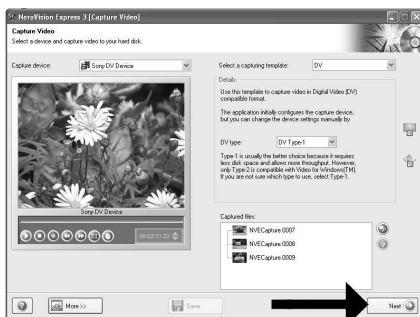 NeroVision Express 3 [Capture Video]
Capture Video
Select a device and capture video to your hard disk.
Capture device:
Sony DV Device
Select a capturing template:
DV
Details
Use this template to capture video in Digital Video (DV)
compatible format.
The application initially configures the capture device,
but you can change the device settings manually by
DV type:
DV Type-1
Type-1 is usually the better choice because it requires
less disk space and allows more throughput. However,
only Type-2 is compatible with Video for Windows(TM).
If you are not sure which type to use, select Type-1.
Sony DV Device
Captured files:
NVECapture.0007
NVECapture.0008
NVECapture.0009
More >>
Save
Next